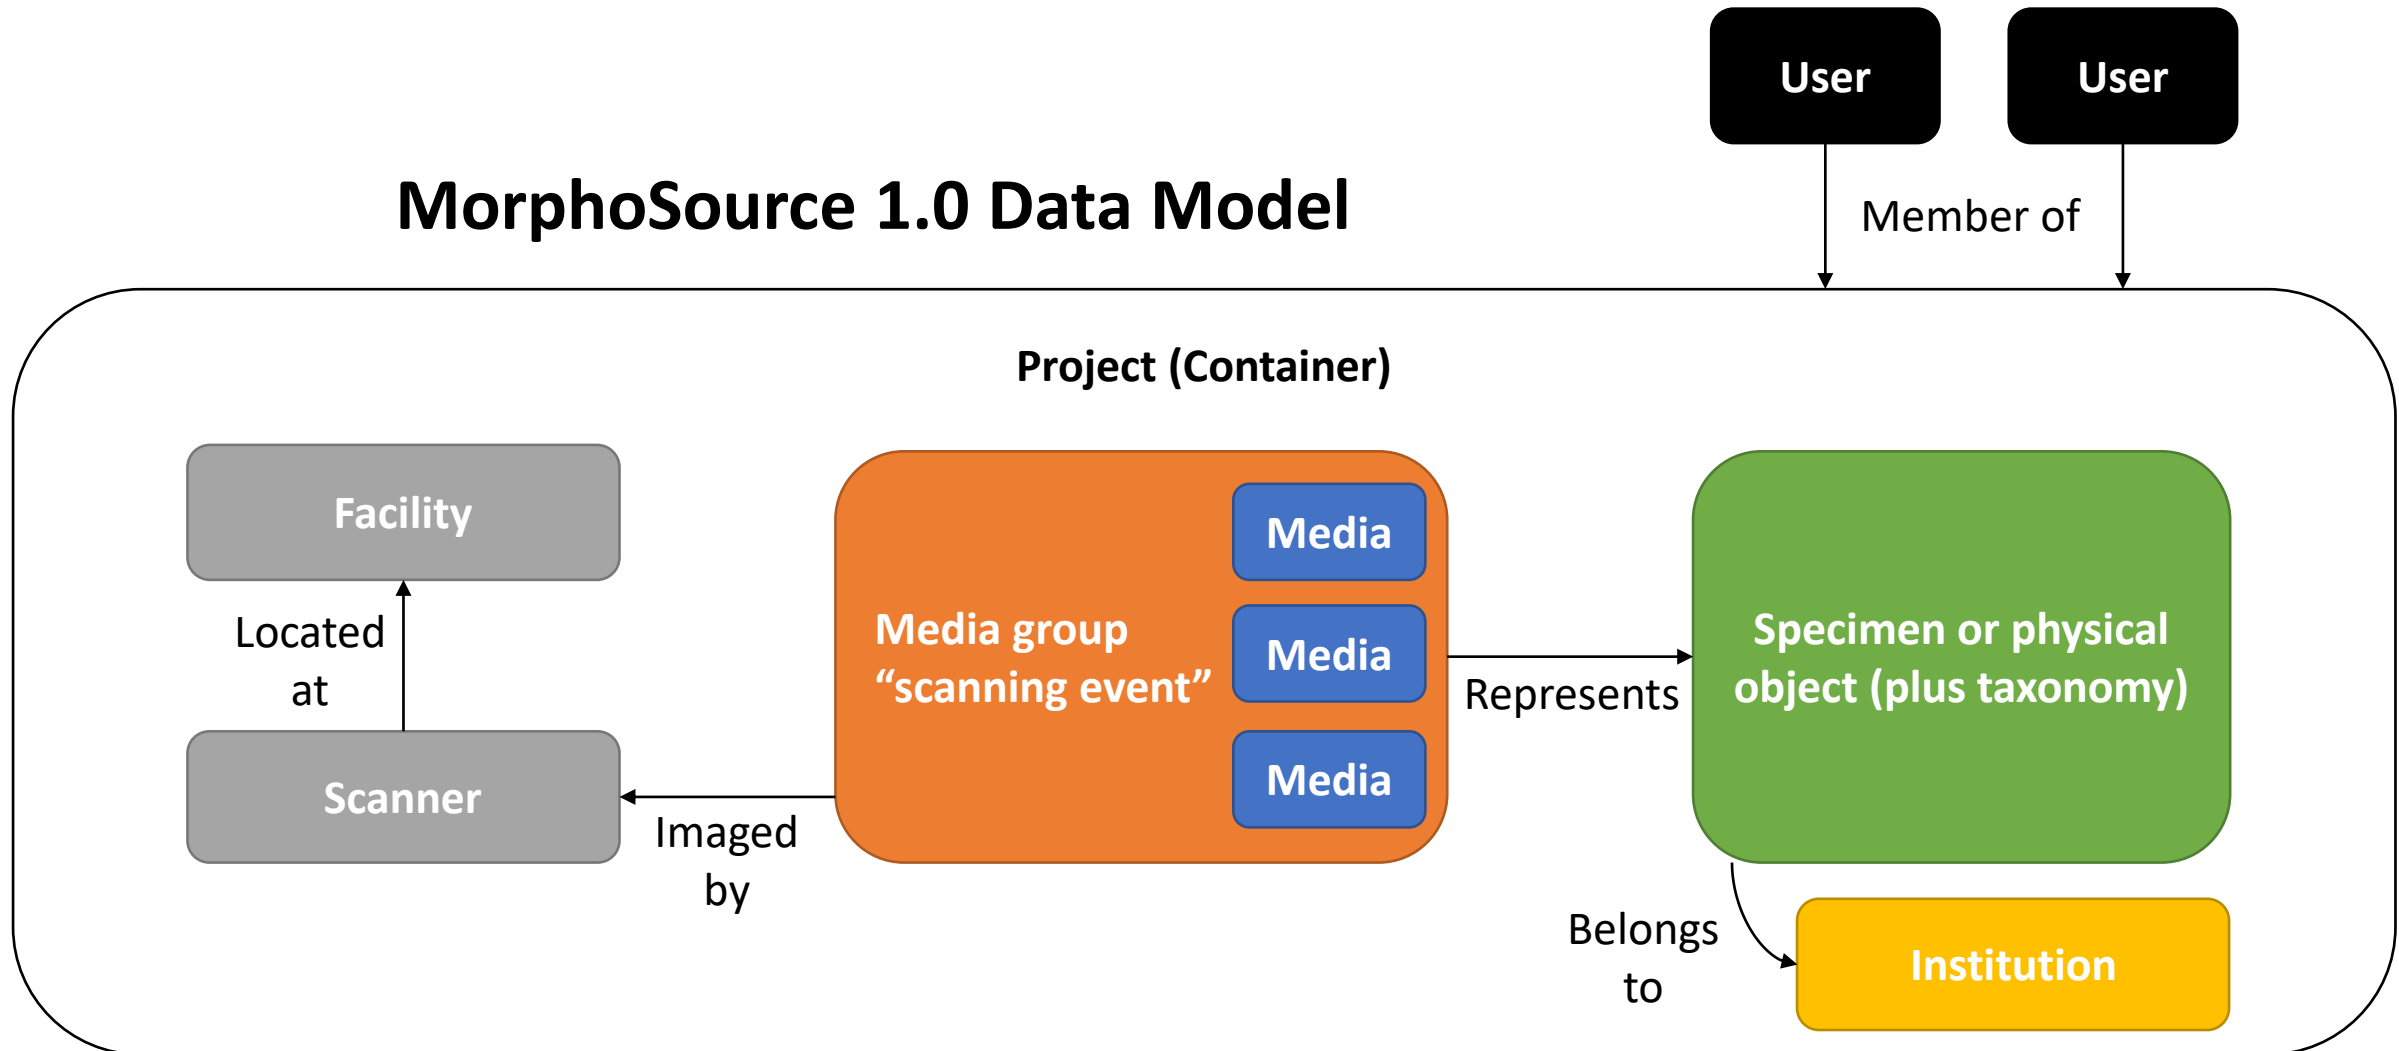 User
User
MorphoSource 1.0 Data Model
Member of
Project (Container)
Facility
Located
at
Scanner
Imaged
by
Media group
“scanning event”
Media
Media
Media
Represents
Specimen or physical
object (plus taxonomy)
Belongs
to
Institution